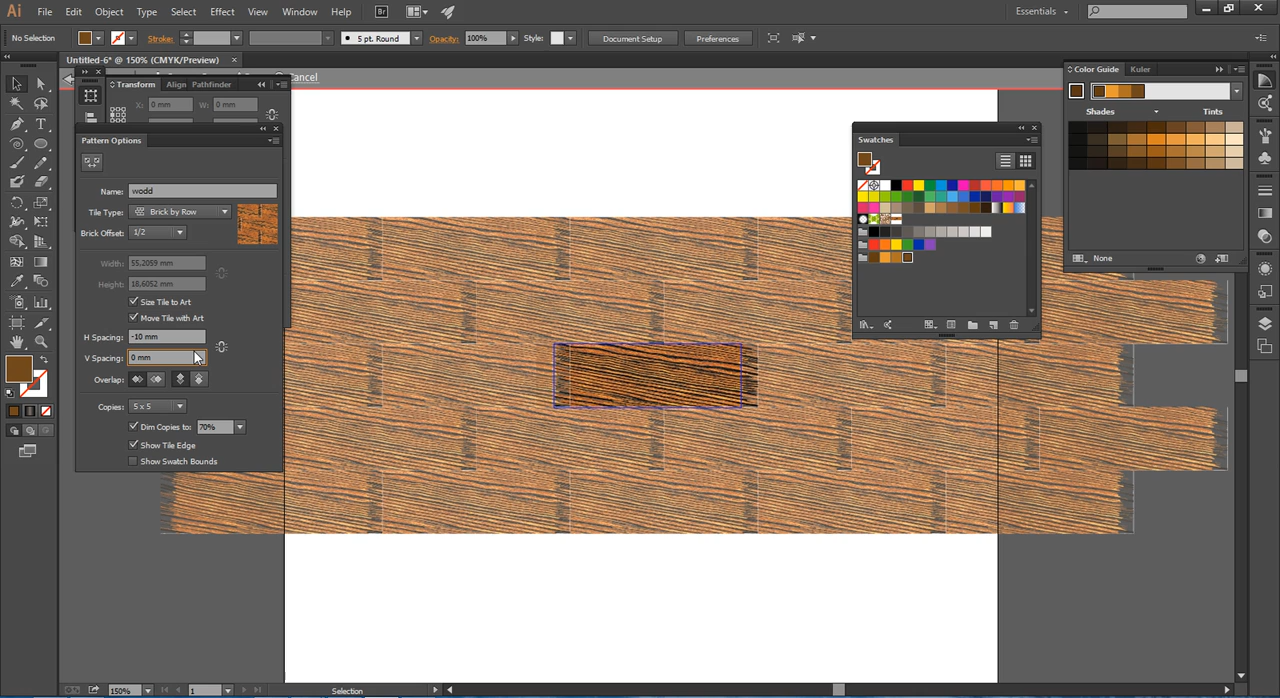 Ai File Edit Object Type Select Effect View Window Help Br Essentials
No Selection Stroke: 5 pt. Round Opacity: 100% Style: Document Setup Preferences
Untitled-6* @ 150% (CMYK/Preview) ×
Cancel
Transform Align Pathfinder
X: 0 mm W: 0 mm
Pattern Options
Name: wodd
Tile Type: Brick by Row
Brick Offset: 1/2
Width: 55.2059 mm
Height: 18.6052 mm
Size Tile to Art
Move Tile with Art
H Spacing: -10 mm
V Spacing: 0 mm
Overlap:
Copies: 5 x 5
Dim Copies to: 70%
Show Tile Edge
Show Swatch Bounds
Swatches
Color Guide Kuler
Shades Tints
None
150% 1 Selection